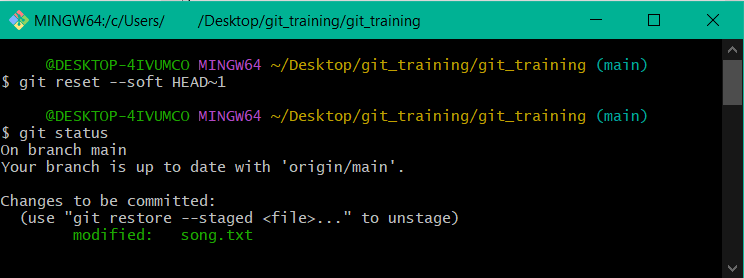 MINGW64:/c/Users/ /Desktop/git_training/git_training
@DESKTOP-4IVUMCO MINGW64 ~/Desktop/git_training/git_training (main)
$ git reset --soft HEAD~1
@DESKTOP-4IVUMCO MINGW64 ~/Desktop/git_training/git_training (main)
$ git status
On branch main
Your branch is up to date with 'origin/main'.
Changes to be committed:
(use "git restore --staged <file>..." to unstage)
modified: song.txt